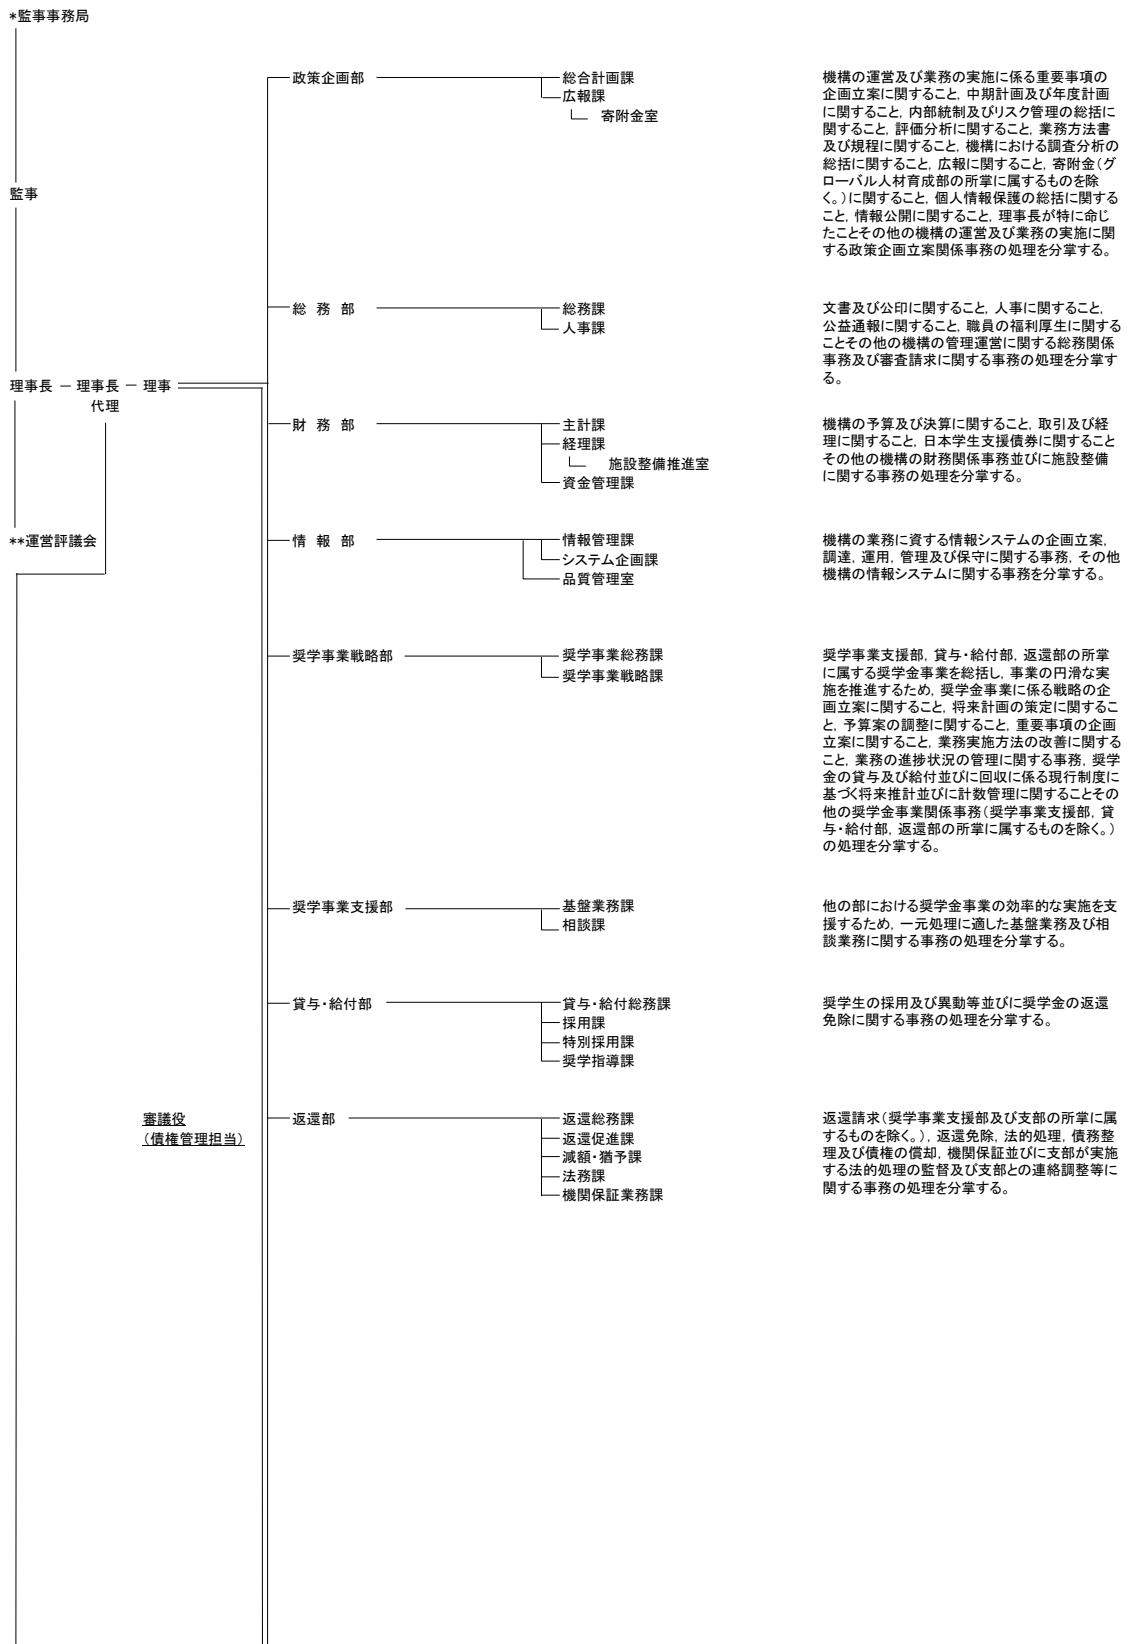 *監事事務局
政策企画部
総合計画課
広報課
寄附金室
機構の運営及び業務の実施に係る重要事項の
企画立案に関すること, 中期計画及び年度計画
に関すること, 内部統制及びリスク管理の総括に
関すること, 評価分析に関すること, 業務方法書
及び規程に関すること, 機構における調査分析の
総括に関すること, 広報に関すること, 寄附金(グ
ローバル人材育成部の所掌に属するものを除
く。)に関すること, 個人情報保護の総括に関する
こと, 情報公開に関すること, 理事長が特に命じ
たことその他の機構の運営及び業務の実施に関
する政策企画立案関係事務の処理を分掌する。
監事
総 務 部
総務課
人事課
文書及び公印に関すること, 人事に関すること,
公益通報に関すること, 職員の福利厚生に関する
ことその他の機構の管理運営に関する総務関係
事務及び審査請求に関する事務の処理を分掌す
る。
理事長 - 理事長 - 理事
代理
財 務 部
主計課
経理課
施設整備推進室
資金管理課
機構の予算及び決算に関すること, 取引及び経
理に関すること, 日本学生支援債券に関すること
その他の機構の財務関係事務並びに施設整備
に関する事務の処理を分掌する。
**運営評議会
情 報 部
情報管理課
システム企画課
品質管理室
機構の業務に資する情報システムの企画立案,
調達, 運用, 管理及び保守に関する事務, その他
機構の情報システムに関する事務を分掌する。
奨学事業戦略部
奨学事業総務課
奨学事業戦略課
奨学事業支援部, 貸与・給付部, 返還部の所掌
に属する奨学金事業を総括し, 事業の円滑な実
施を推進するため, 奨学金事業に係る戦略の企
画立案に関すること, 将来計画の策定に関するこ
と, 予算案の調整に関すること, 重要事項の企画
立案に関すること, 業務実施方法の改善に関する
こと, 業務の進捗状況の管理に関する事務, 奨学
金の貸与及び給付並びに回収に係る現行制度に
基づく将来推計並びに計数管理に関することその
他の奨学金事業関係事務(奨学事業支援部, 貸
与・給付部, 返還部の所掌に属するものを除く。)
の処理を分掌する。
奨学事業支援部
基盤業務課
相談課
他の部における奨学金事業の効率的な実施を支
援するため, 一元処理に適した基盤業務及び相
談業務に関する事務の処理を分掌する。
貸与・給付部
貸与・給付総務課
採用課
特別採用課
奨学指導課
奨学生の採用及び異動等並びに奨学金の返還
免除に関する事務の処理を分掌する。
審議役
(債権管理担当)
返還部
返還総務課
返還促進課
減額・猶予課
法務課
機関保証業務課
返還請求(奨学事業支援部及び支部の所掌に属
するものを除く。), 返還免除, 法的処理, 債務整
理及び債権の償却, 機関保証並びに支部が実施
する法的処理の監督及び支部との連絡調整等に
関する事務の処理を分掌する。